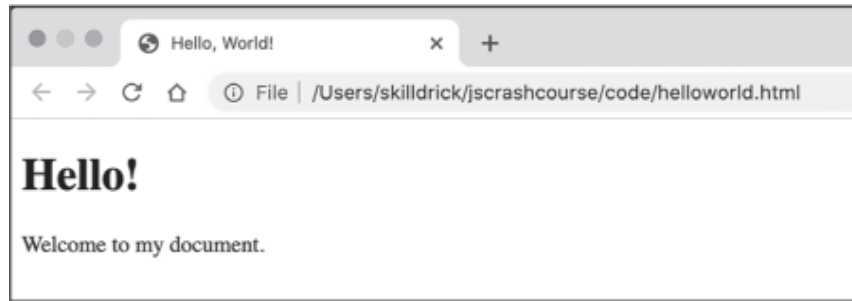 Hello, World!
File | /Users/skilldrick/jscrashcourse/code/helloworld.html
Hello!
Welcome to my document.